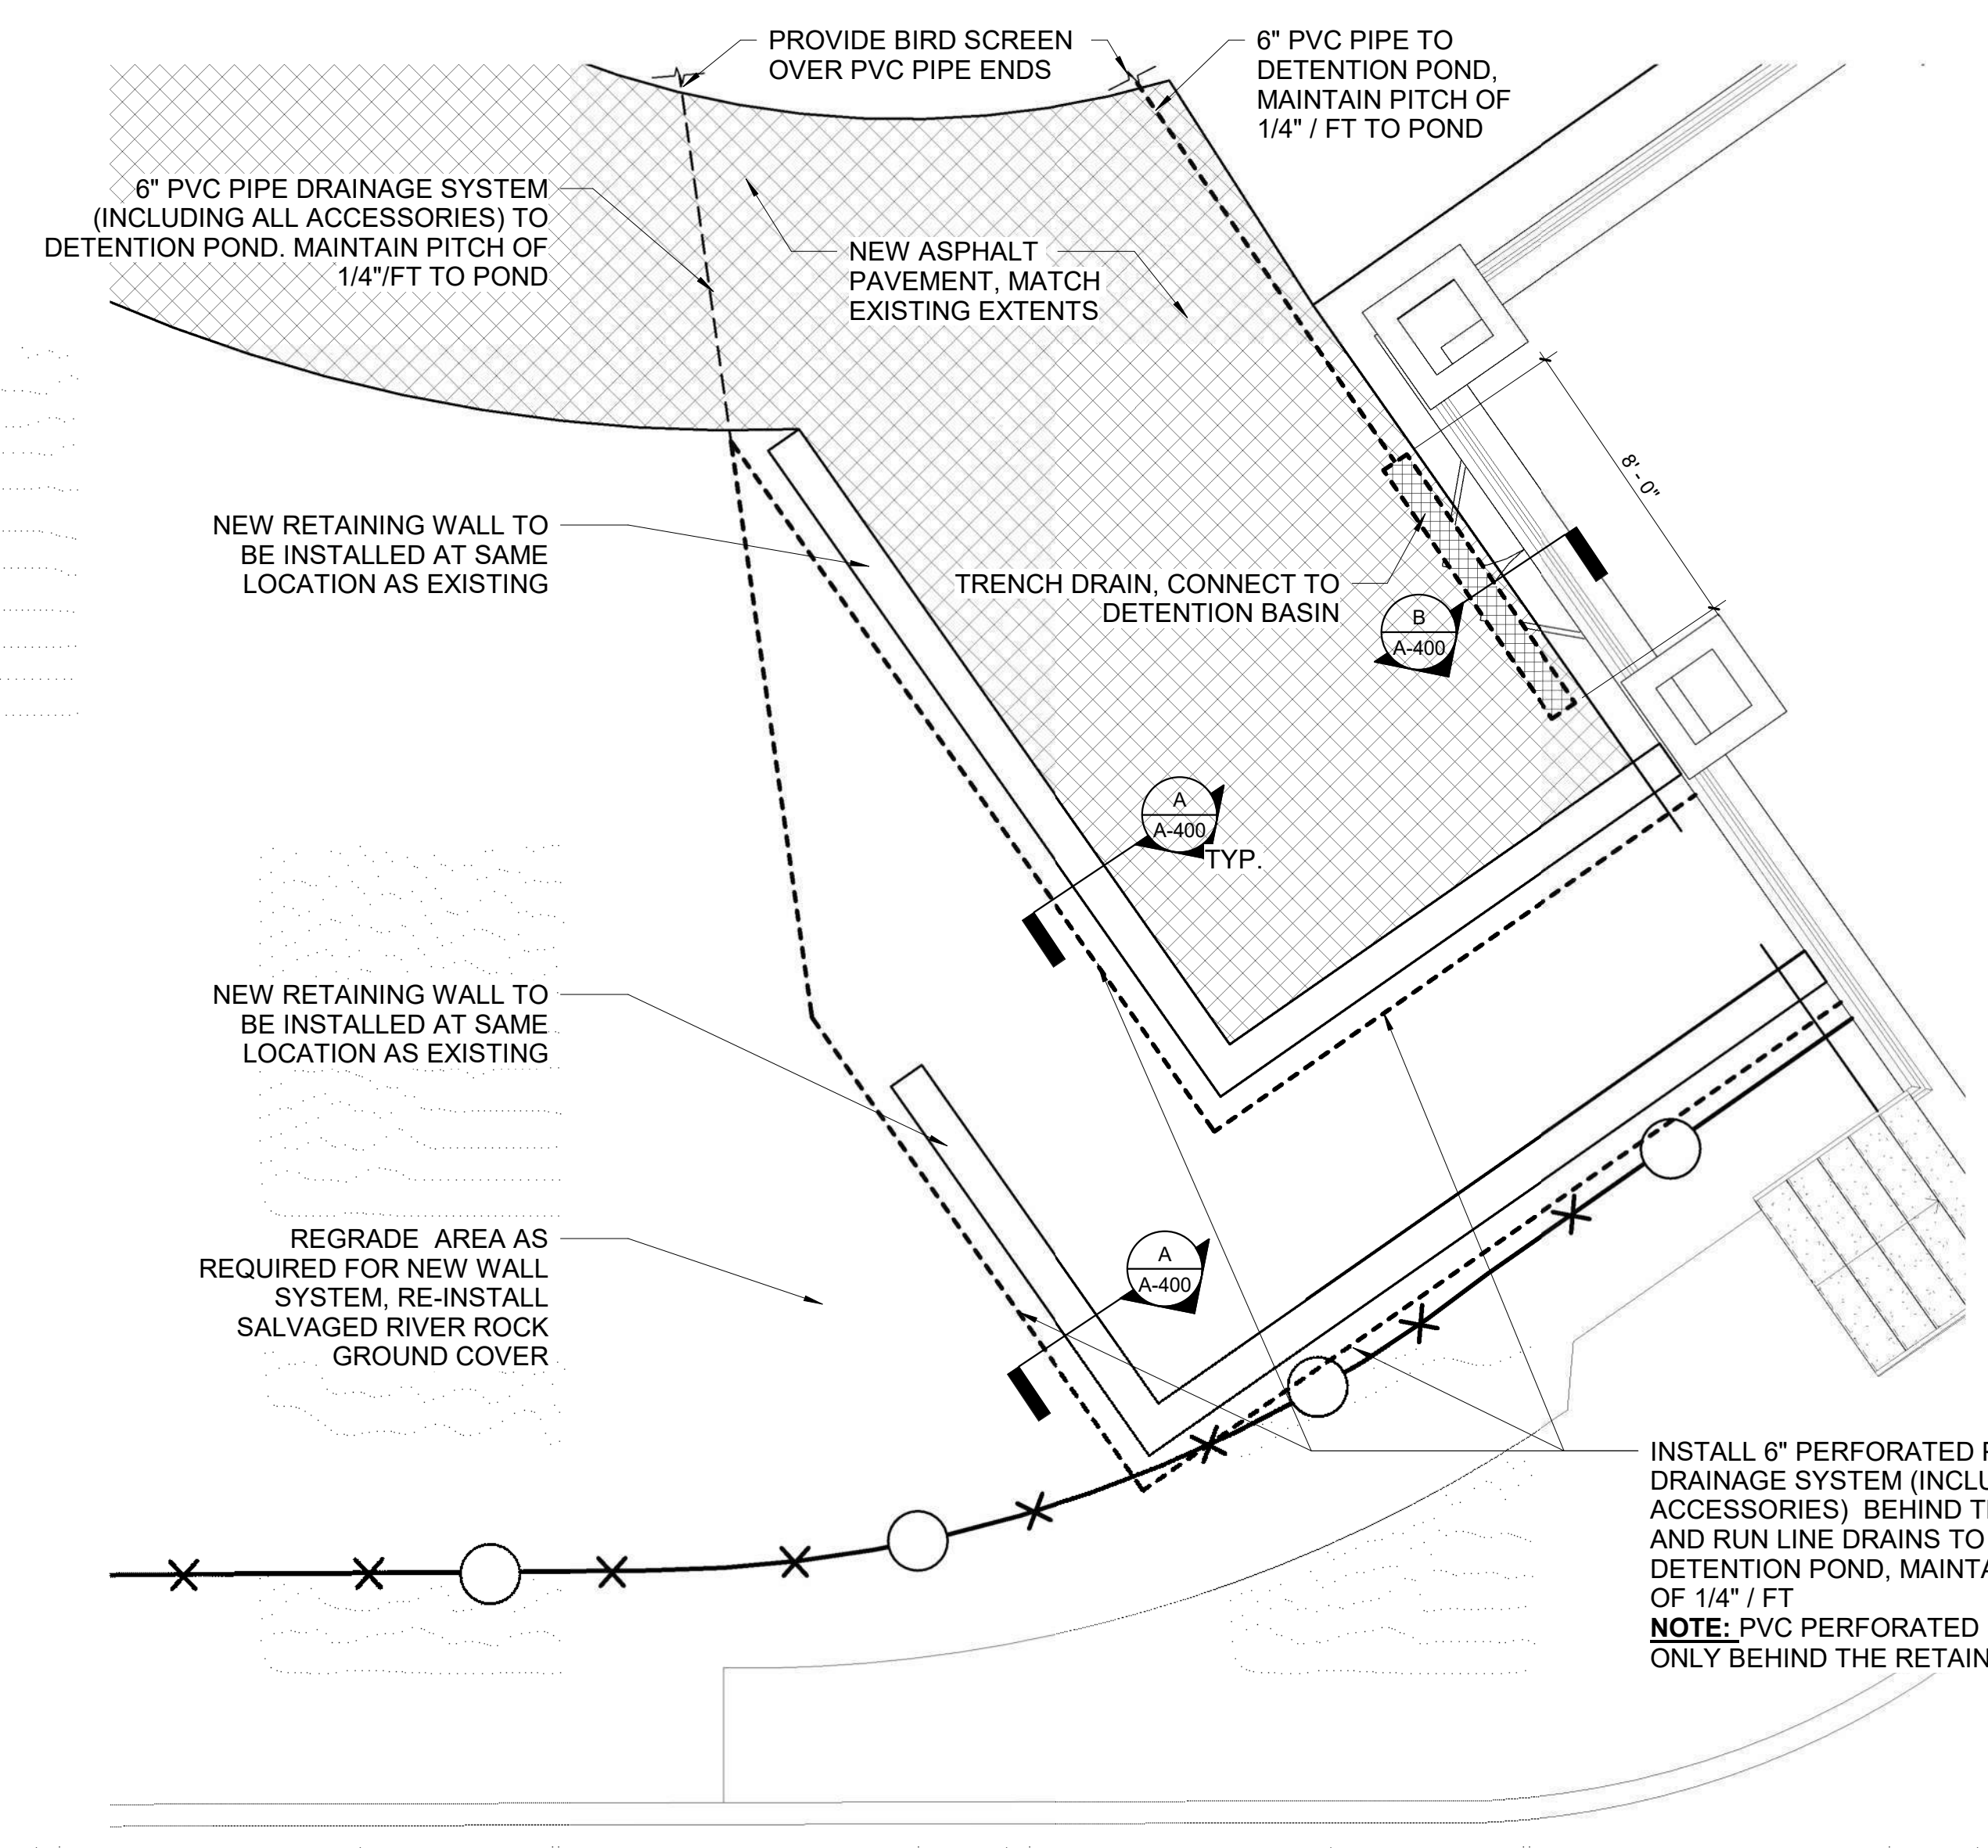 PROVIDE BIRD SCREEN
OVER PVC PIPE ENDS
6" PVC PIPE TO
DETENTION POND,
MAINTAIN PITCH OF
1/4" / FT TO POND
6" PVC PIPE DRAINAGE SYSTEM
(INCLUDING ALL ACCESSORIES) TO
DETENTION POND. MAINTAIN PITCH OF
1/4"/FT TO POND
NEW ASPHALT
PAVEMENT, MATCH
EXISTING EXTENTS
8' - 0"
NEW RETAINING WALL TO
BE INSTALLED AT SAME
LOCATION AS EXISTING
TRENCH DRAIN, CONNECT TO
DETENTION BASIN
B
A-400
A
A-400
TYP.
NEW RETAINING WALL TO
BE INSTALLED AT SAME
LOCATION AS EXISTING
REGRADE AREA AS
REQUIRED FOR NEW WALL
SYSTEM, RE-INSTALL
SALVAGED RIVER ROCK
GROUND COVER
A
A-400
INSTALL 6" PERFORATED
DRAINAGE SYSTEM (INCLU
ACCESSORIES) BEHIND
AND RUN LINE DRAINS TO
DETENTION POND, MAINTA
OF 1/4" / FT
NOTE: PVC PERFORATED
ONLY BEHIND THE RETAIN